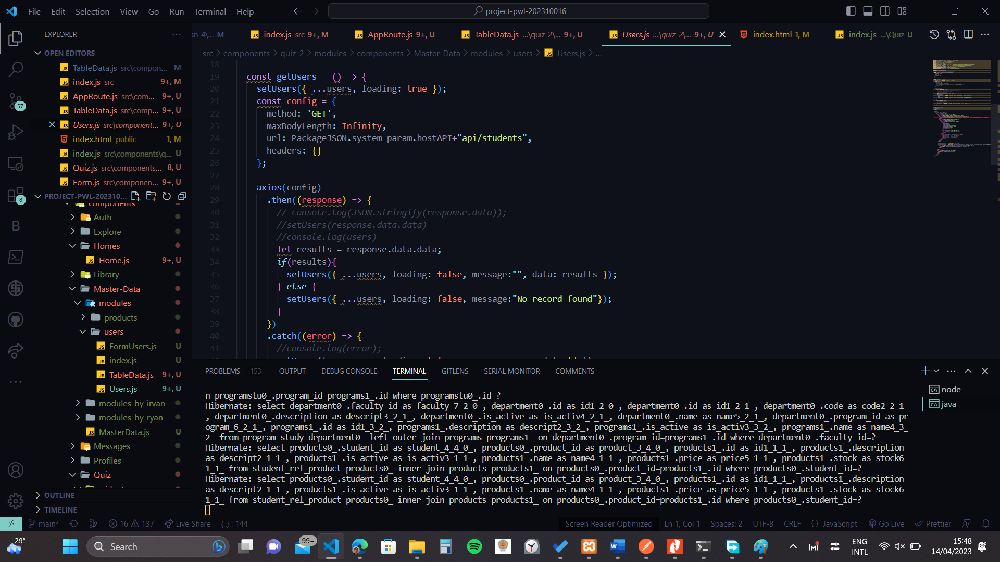 File Edit Selection View Go Run Terminal Help
project-pwl-202310016
EXPLORER
OPEN EDITORS
TableData.js src\compon... M
index.js src 9+, M
AppRoute.js src\com... 9+, U
TableData.js src\comp... 9+, U
Users.js src\component... 9+, U
index.html public 1, M
index.js src\components\q... U
Quiz.js src\components... 8, U
Form.js src\componen... 9+, U
PROJECT-PWL-202310...
components
Auth
Explore
Homes
Home.js 9+, U
Library
Master-Data
modules
products
users
FormUsers.js U
index.js U
TableData.js 9+, U
Users.js 9+, U
modules-by-irvan
modules-by-ryan
MasterData.js U
Messages
Profiles
Quiz
OUTLINE
TIMELINE
57
8
an-4\... M
index.js src 9+, M
AppRoute.js 9+, U
TableData.js ...\quiz-2\... 9+, U
Users.js ...\quiz-2\... 9+, U
index.html 1, M
index.js ...\Quiz U
src > components > quiz-2 > modules > components > Master-Data > modules > users > Users.js > ...
18
19 const getUsers = () => {
20 setUsers({ ...users, loading: true });
21 const config = {
22 method: 'GET',
23 maxBodyLength: Infinity,
24 url: PackageJSON.system_param.hostAPI+"api/students",
25 headers: {}
26 };
27
28 axios(config)
29 .then((response) => {
30 // console.log(JSON.stringify(response.data));
31 //setUsers(response.data.data)
32 //console.log(users)
33 let results = response.data.data;
34 if(results){
35 setUsers({ ...users, loading: false, message:"", data: results });
36 } else {
37 setUsers({ ...users, loading: false, message:"No record found"});
38 }
39 })
40 .catch((error) => {
41 //console.log(error);
PROBLEMS 153 OUTPUT DEBUG CONSOLE TERMINAL GITLENS SERIAL MONITOR COMMENTS
node
java
n programstu0_.program_id=programs1_.id where programstu0_.id=?
Hibernate: select department0_.faculty_id as faculty_7_2_0_, department0_.id as id1_2_0_, department0_.id as id1_2_1_, department0_.code as code2_2_1_
, department0_.description as descript3_2_1_, department0_.is_active as is_activ4_2_1_, department0_.name as name5_2_1_, department0_.program_id as pr
ogram_6_2_1_, programs1_.id as id1_3_2_, programs1_.description as descript2_3_2_, programs1_.is_active as is_activ3_3_2_, programs1_.name as name4_3_
2_ from program_study department0_ left outer join programs programs1_ on department0_.program_id=programs1_.id where department0_.faculty_id=?
Hibernate: select products0_.student_id as student_4_4_0_, products0_.product_id as product_3_4_0_, products1_.id as id1_1_1_, products1_.description
as descript2_1_1_, products1_.is_active as is_activ3_1_1_, products1_.name as name4_1_1_, products1_.price as price5_1_1_, products1_.stock as stock6_
1_1_ from student_rel_product products0_ inner join products products1_ on products0_.product_id=products1_.id where products0_.student_id=?
Hibernate: select products0_.student_id as student_4_4_0_, products0_.product_id as product_3_4_0_, products1_.id as id1_1_1_, products1_.description
as descript2_1_1_, products1_.is_active as is_activ3_1_1_, products1_.name as name4_1_1_, products1_.price as price5_1_1_, products1_.stock as stock6_
1_1_ from student_rel_product products0_ inner join products products1_ on products0_.product_id=products1_.id where products0_.student_id=?
main* 16 137 Live Share {..} : 144 Screen Reader Optimized Ln 1, Col 1 Spaces: 2 UTF-8 CRLF {} JavaScript Go Live Prettier
29° Search 99+ ENG INTL 15:48
14/04/2023